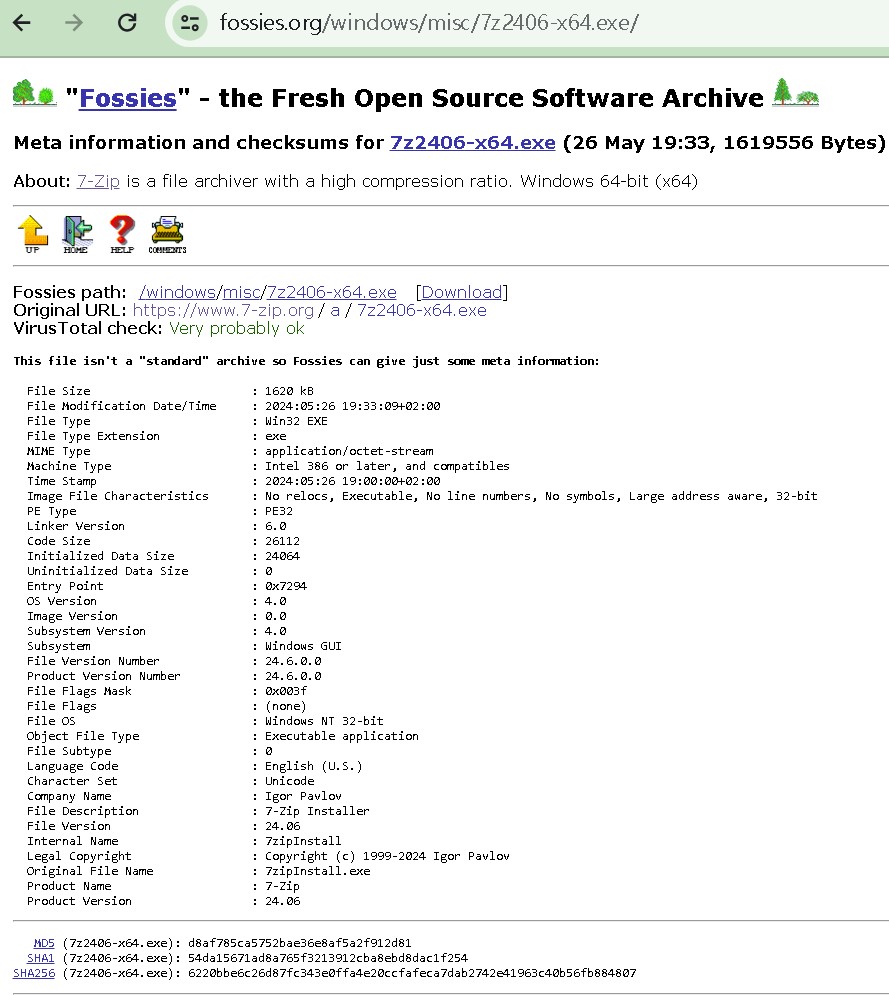 fossies.org/windows/misc/7z2406-x64.exe/
"Fossies" - the Fresh Open Source Software Archive
Meta information and checksums for 7z2406-x64.exe (26 May 19:33, 1619556 Bytes)
About: 7-Zip is a file archiver with a high compression ratio. Windows 64-bit (x64)
UP HOME HELP COMMENTS
Fossies path: /windows/misc/7z2406-x64.exe [Download]
Original URL: https://www.7-zip.org / a / 7z2406-x64.exe
VirusTotal check: Very probably ok
This file isn't a "standard" archive so Fossies can give just some meta information:
File Size : 1620 kB
File Modification Date/Time : 2024:05:26 19:33:09+02:00
File Type : Win32 EXE
File Type Extension : exe
MIME Type : application/octet-stream
Machine Type : Intel 386 or later, and compatibles
Time Stamp : 2024:05:26 19:00:00+02:00
Image File Characteristics : No relocs, Executable, No line numbers, No symbols, Large address aware, 32-bit
PE Type : PE32
Linker Version : 6.0
Code Size : 26112
Initialized Data Size : 24064
Uninitialized Data Size : 0
Entry Point : 0x7294
OS Version : 4.0
Image Version : 0.0
Subsystem Version : 4.0
Subsystem : Windows GUI
File Version Number : 24.6.0.0
Product Version Number : 24.6.0.0
File Flags Mask : 0x003f
File Flags : (none)
File OS : Windows NT 32-bit
Object File Type : Executable application
File Subtype : 0
Language Code : English (U.S.)
Character Set : Unicode
Company Name : Igor Pavlov
File Description : 7-Zip Installer
File Version : 24.06
Internal Name : 7zipInstall
Legal Copyright : Copyright (c) 1999-2024 Igor Pavlov
Original File Name : 7zipInstall.exe
Product Name : 7-Zip
Product Version : 24.06
MD5 (7z2406-x64.exe): d8af785ca5752bae36e8af5a2f912d81
SHA1 (7z2406-x64.exe): 54da15671ad8a765f3213912cba8ebd8dac1f254
SHA256 (7z2406-x64.exe): 6220bbe6c26d87fc343e0ffa4e20ccfafeca7dab2742e41963c40b56fb884807